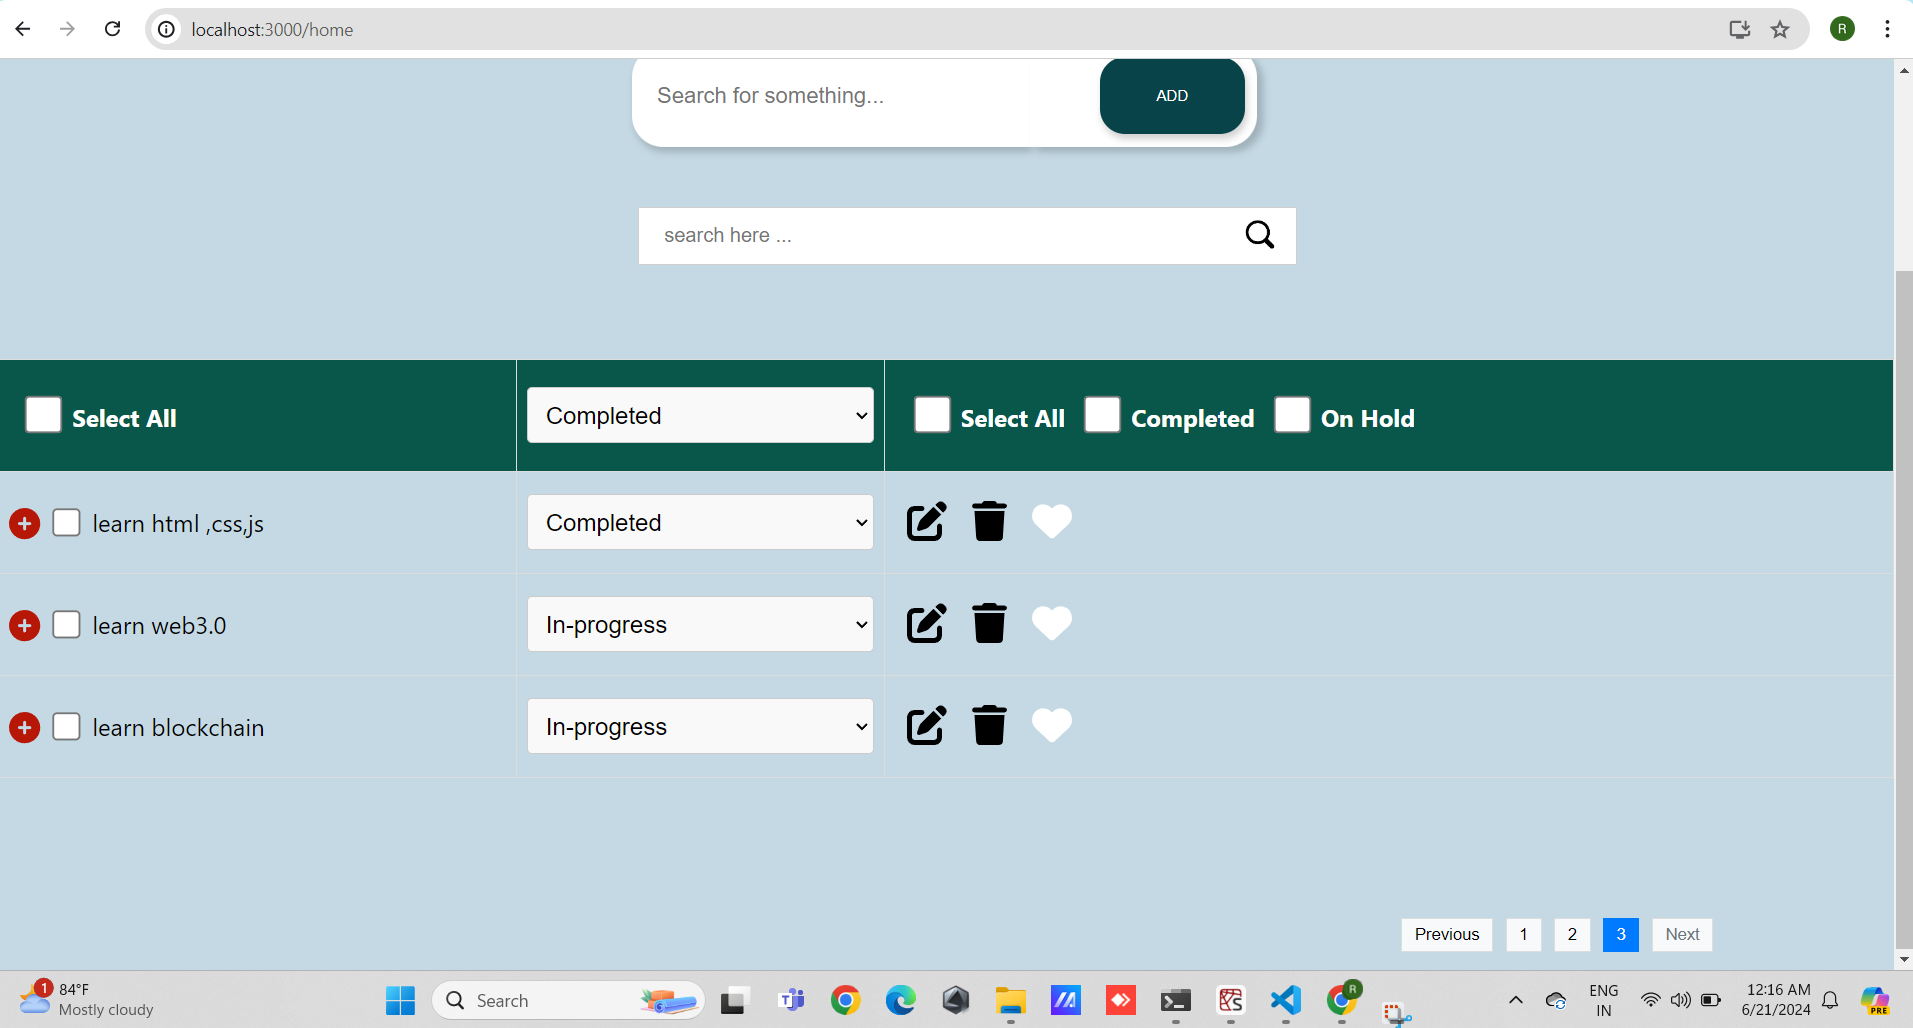 localhost:3000/home
R
Search for something...
ADD
search here ...
Select All
Completed
Select All
Completed
On Hold
learn html ,css,js
Completed
learn web3.0
In-progress
learn blockchain
In-progress
Previous
1
2
3
Next
1
84°F
Mostly cloudy
Search
R
ENG
IN
12:16 AM
6/21/2024
PRE